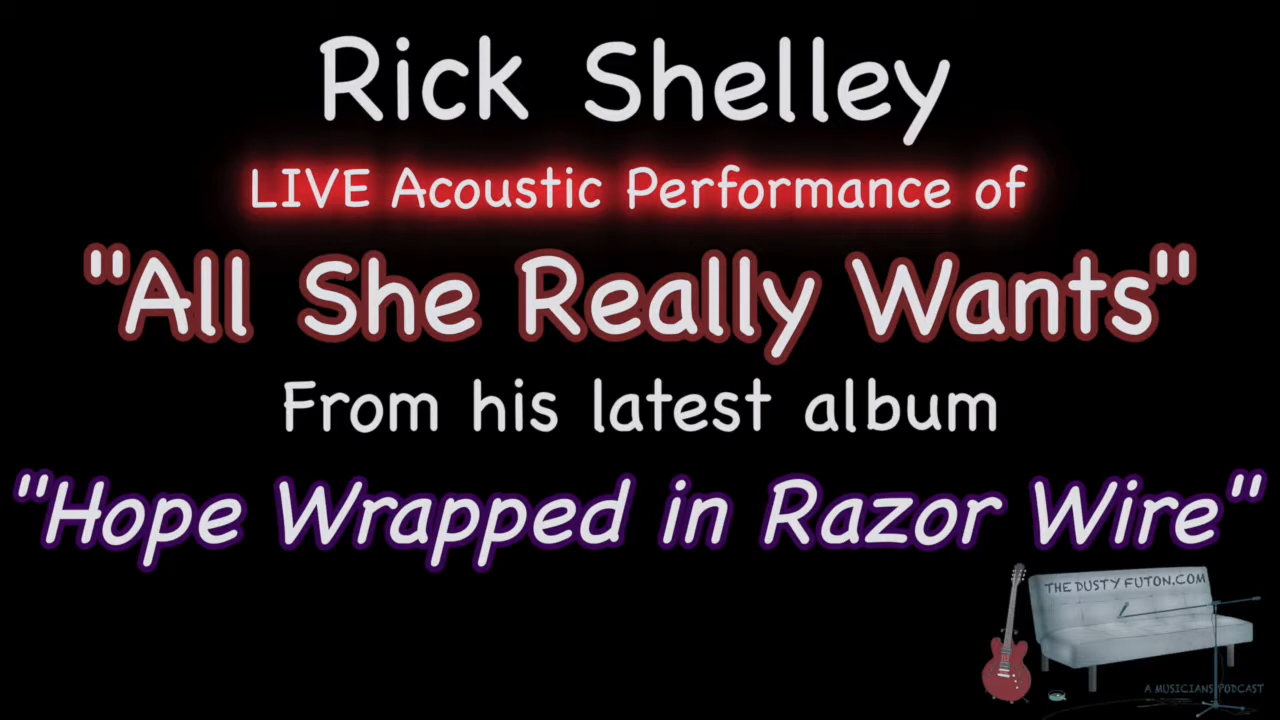 Rick Shelley
LIVE Acoustic Performance of
"All She Really Wants"
From his latest album
"Hope Wrapped in Razor Wire"
THE DUSTY FUTON.COM
A MUSICIANS PODCAST